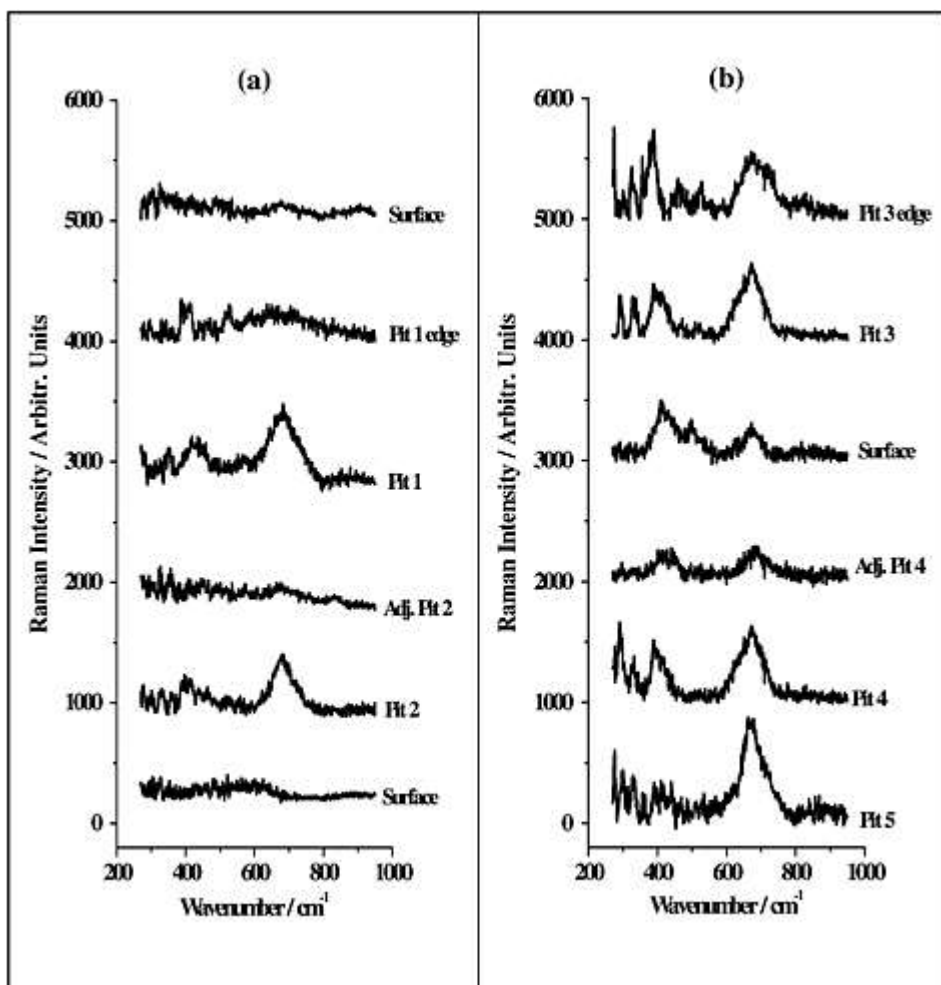 (a)
6000
5000
4000
3000
2000
1000
0
Surface
Pit 1 edge
Pit 1
Adj. Pit 2
Pit 2
Surface
200 400 600 800 1000
Wavenumber / cm-1
Raman Intensity / Arbitr. Units
(b)
6000
5000
4000
3000
2000
1000
0
Pit 3 edge
Pit 3
Surface
Adj. Pit 4
Pit 4
Pit 5
200 400 600 800 1000
Wavenumber / cm-1
Raman Intensity / Arbitr. Units